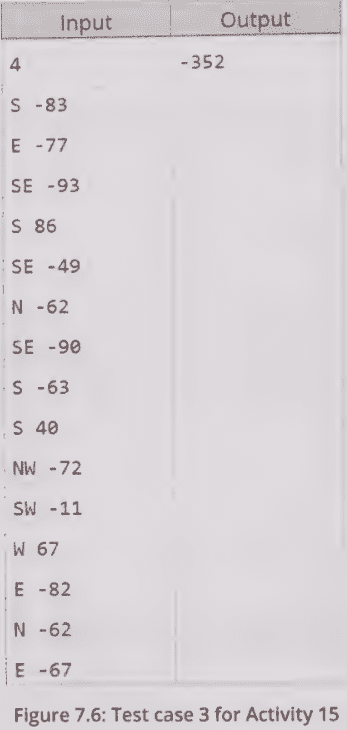 Input Output
4 -352
S -83
E -77
SE -93
S 86
SE -49
N -62
SE -90
S -63
S 40
NW -72
SW -11
W 67
E -82
N -62
E -67
Figure 7.6: Test case 3 for Activity 15